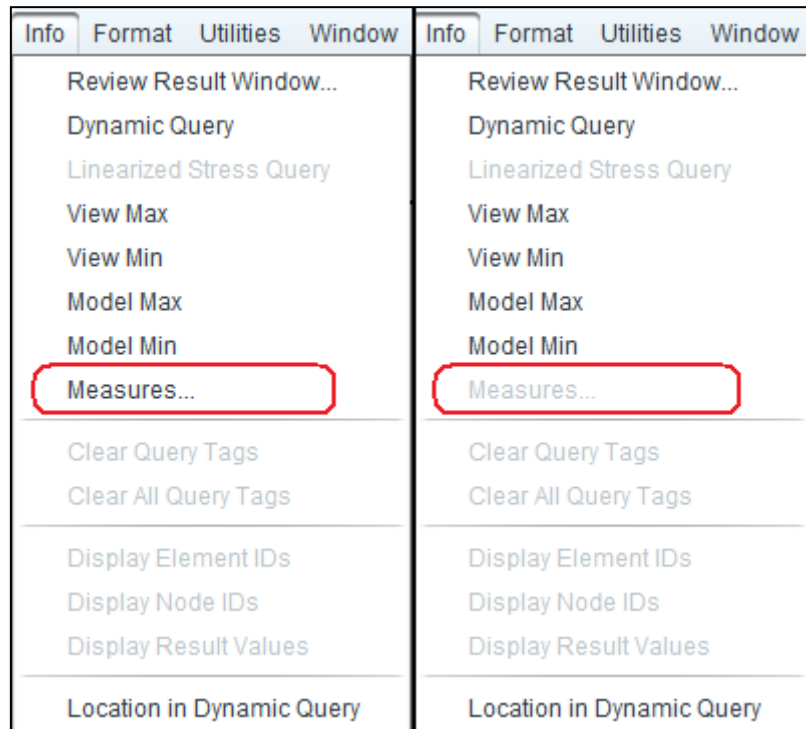 Info Format Utilities Window
Review Result Window...
Dynamic Query
Linearized Stress Query
View Max
View Min
Model Max
Model Min
Measures...
Clear Query Tags
Clear All Query Tags
Display Element IDs
Display Node IDs
Display Result Values
Location in Dynamic Query
Info Format Utilities Window
Review Result Window...
Dynamic Query
Linearized Stress Query
View Max
View Min
Model Max
Model Min
Measures...
Clear Query Tags
Clear All Query Tags
Display Element IDs
Display Node IDs
Display Result Values
Location in Dynamic Query